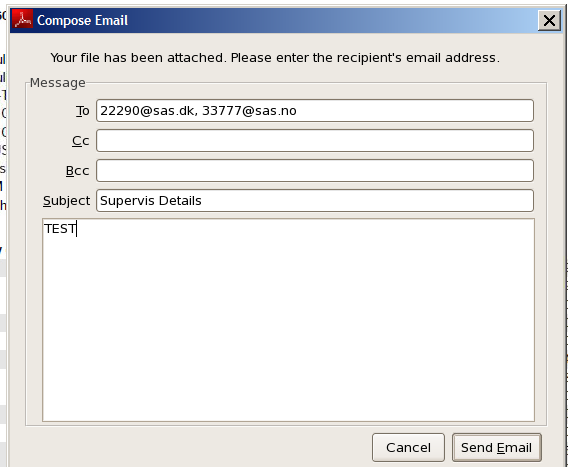 Compose Email
Your file has been attached. Please enter the recipient's email address.
Message
To 22290@sas.dk, 33777@sas.no
Cc
Bcc
Subject Supervis Details
TEST
Cancel Send Email